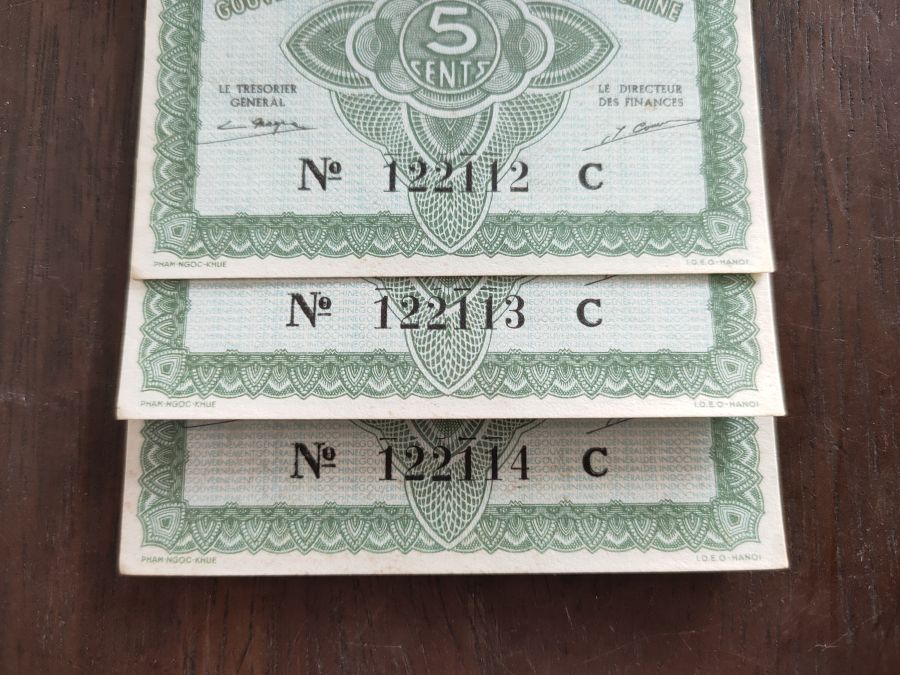 5
CENTS
LE TRÉSORIER
GÉNÉRAL
LE DIRECTEUR
DES FINANCES
Nº 122112 C
PHAM-NGOC-KHUE
I.D.E.O-HANOI
Nº 122113 C
PHAM-NGOC-KHUE
I.D.E.O-HANOI
Nº 122114 C
PHAM-NGOC-KHUE
I.D.E.O-HANOI